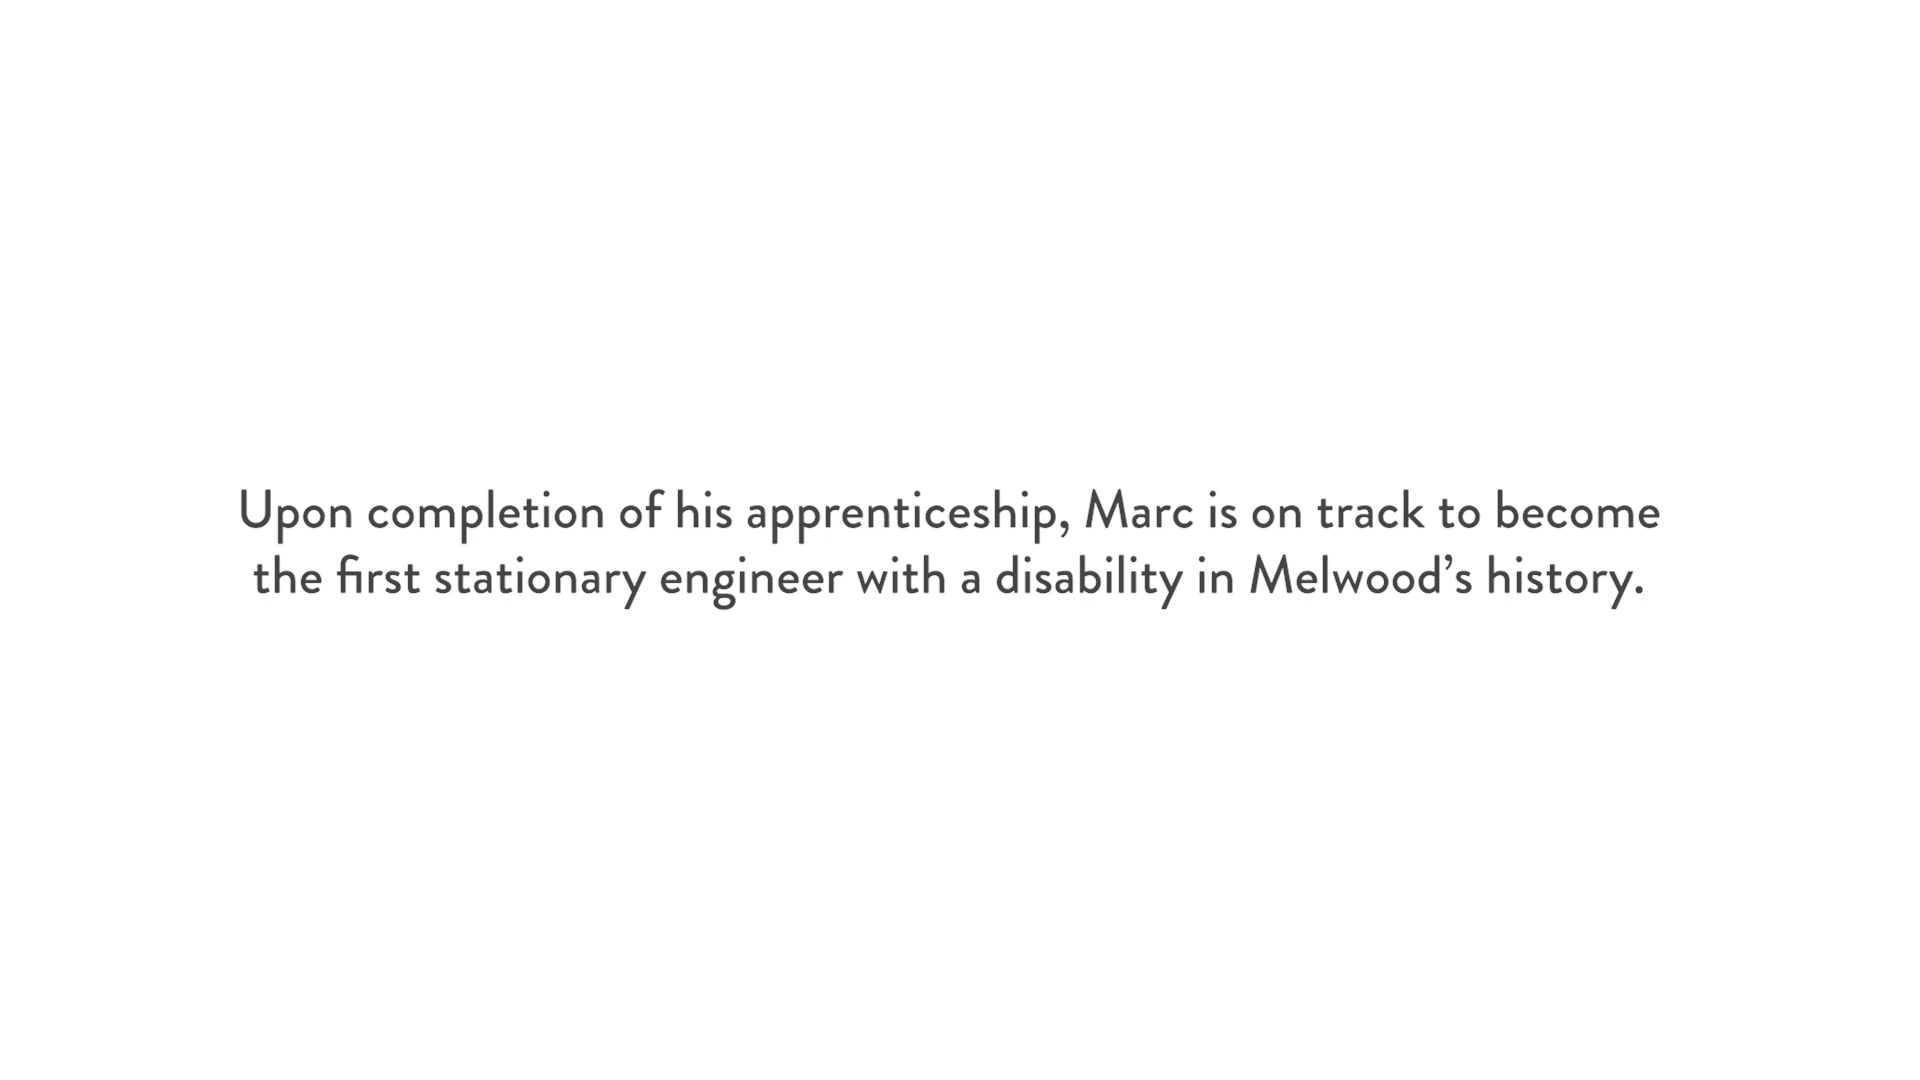 Upon completion of his apprenticeship, Marc is on track to become
the first stationary engineer with a disability in Melwood’s history.